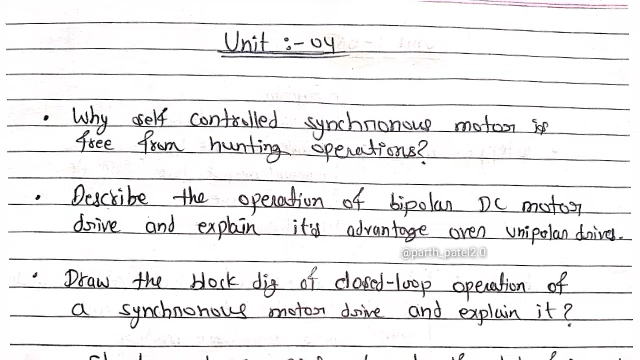 Unit :- 04
• Why self controlled synchronous motor is
free from hunting operations?
• Describe the operation of bipolar DC motor
drive and explain it's advantage over unipolar drives.
@parth_patel2.0
• Draw the block dig of closed-loop operation of
a synchronous motor drive and explain it?